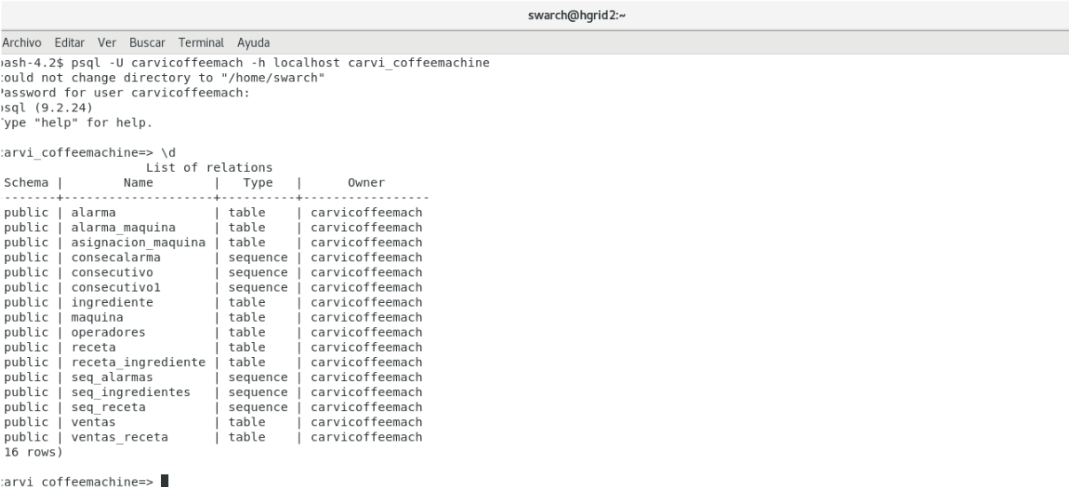 swarch@hgrid2:~
Archivo Editar Ver Buscar Terminal Ayuda
bash-4.2$ psql -U carvicoffeemach -h localhost carvi_coffeemachine
could not change directory to "/home/swarch"
Password for user carvicoffeemach:
psql (9.2.24)
Type "help" for help.
carvi_coffeemachine=> \d
List of relations
Schema | Name | Type | Owner
-------+---------------------+----------+-----------------
public | alarma | table | carvicoffeemach
public | alarma_maquina | table | carvicoffeemach
public | asignacion_maquina | table | carvicoffeemach
public | consecalarma | sequence | carvicoffeemach
public | consecutivo | sequence | carvicoffeemach
public | consecutivo1 | sequence | carvicoffeemach
public | ingrediente | table | carvicoffeemach
public | maquina | table | carvicoffeemach
public | operadores | table | carvicoffeemach
public | receta | table | carvicoffeemach
public | receta_ingrediente | table | carvicoffeemach
public | seq_alarmas | sequence | carvicoffeemach
public | seq_ingredientes | sequence | carvicoffeemach
public | seq_receta | sequence | carvicoffeemach
public | ventas | table | carvicoffeemach
public | ventas_receta | table | carvicoffeemach
16 rows)
carvi_coffeemachine=>